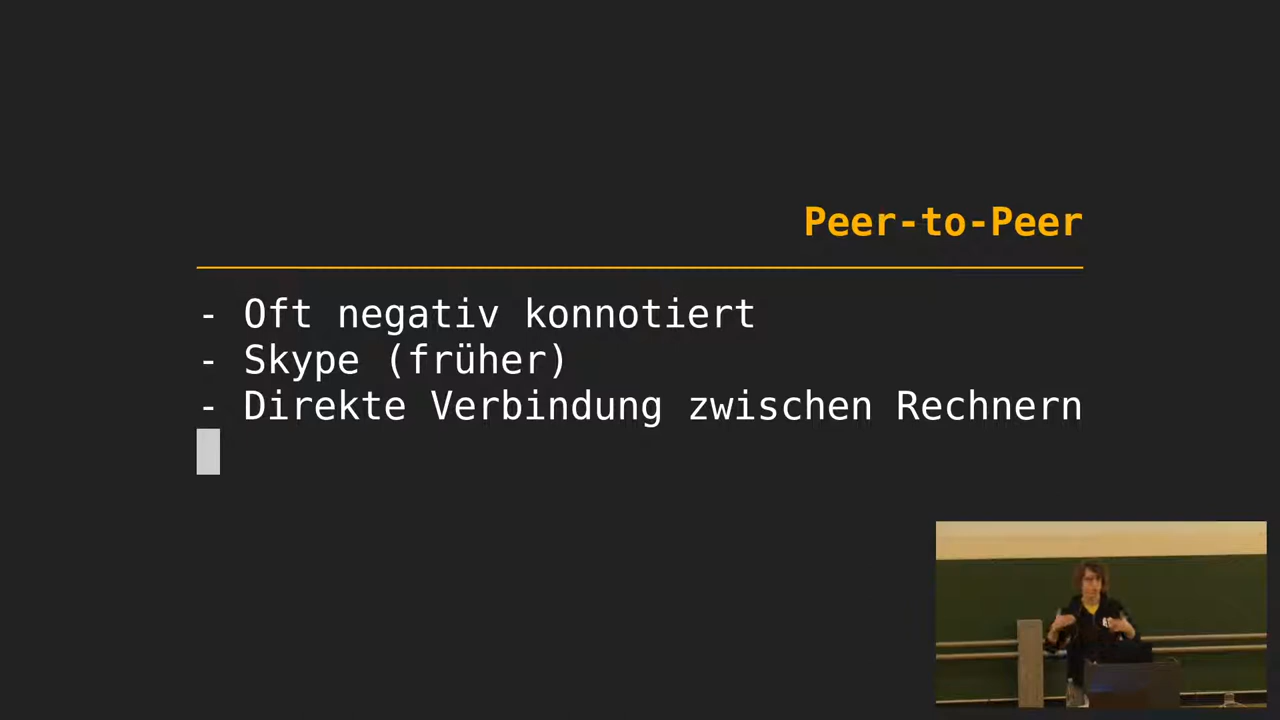 Peer-to-Peer
- Oft negativ konnotiert
- Skype (früher)
- Direkte Verbindung zwischen Rechnern